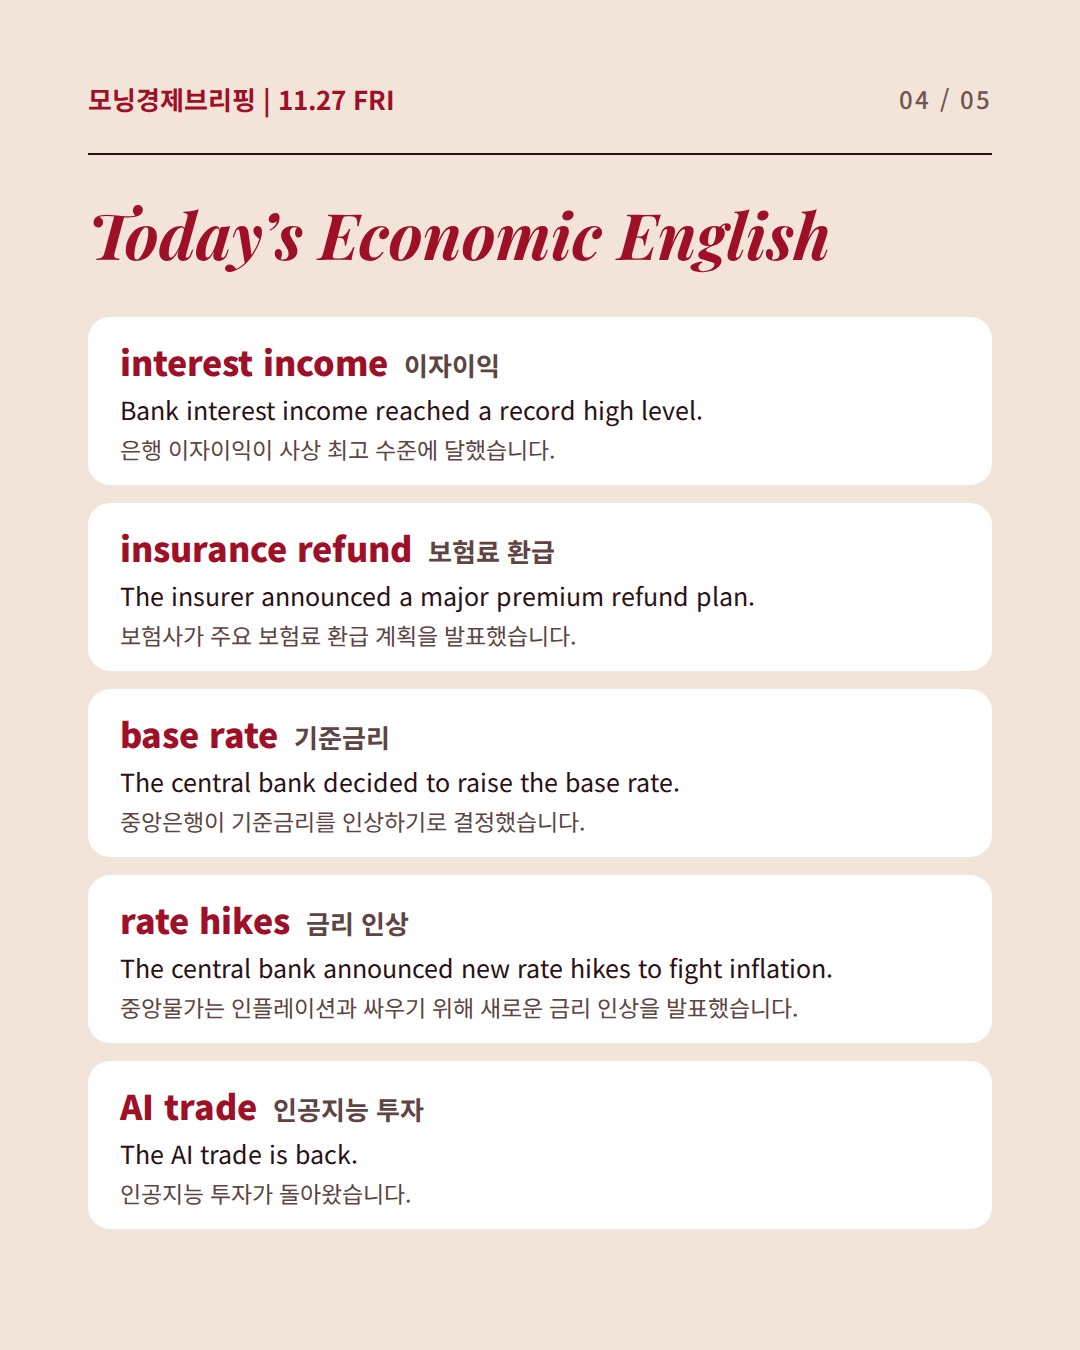 모닝경제브리핑 | 11.27 FRI
04 / 05
Today’s Economic English
interest income 이자이익
Bank interest income reached a record high level.
은행 이자이익이 사상 최고 수준에 달했습니다.
insurance refund 보험료 환급
The insurer announced a major premium refund plan.
보험사가 주요 보험료 환급 계획을 발표했습니다.
base rate 기준금리
The central bank decided to raise the base rate.
중앙은행이 기준금리를 인상하기로 결정했습니다.
rate hikes 금리 인상
The central bank announced new rate hikes to fight inflation.
중앙물가는 인플레이션과 싸우기 위해 새로운 금리 인상을 발표했습니다.
AI trade 인공지능 투자
The AI trade is back.
인공지능 투자가 돌아왔습니다.